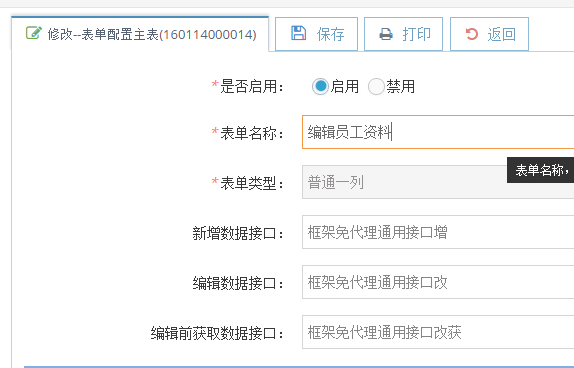 修改--表单配置主表(160114000014) 保存 打印 返回
*是否启用： 启用 禁用
*表单名称： 编辑员工资料
表单名称，
*表单类型： 普通一列
新增数据接口： 框架免代理通用接口增
编辑数据接口： 框架免代理通用接口改
编辑前获取数据接口： 框架免代理通用接口改获